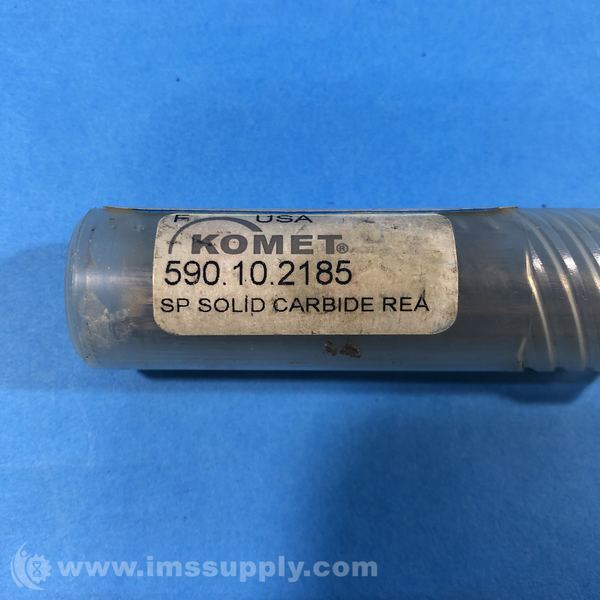 F USA
KOMET®
590.10.2185
SP SOLID CARBIDE REA
www.imssupply.com